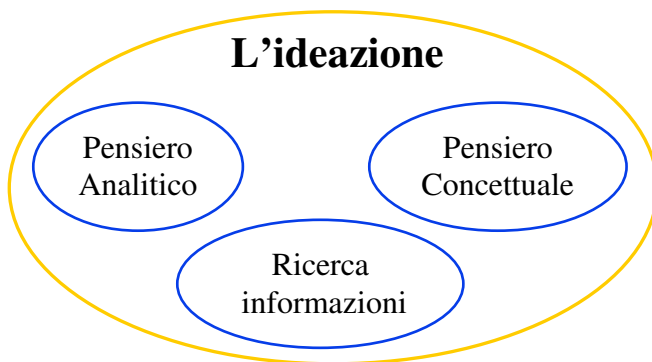 L’ideazione
Pensiero
Analitico
Pensiero
Concettuale
Ricerca
informazioni